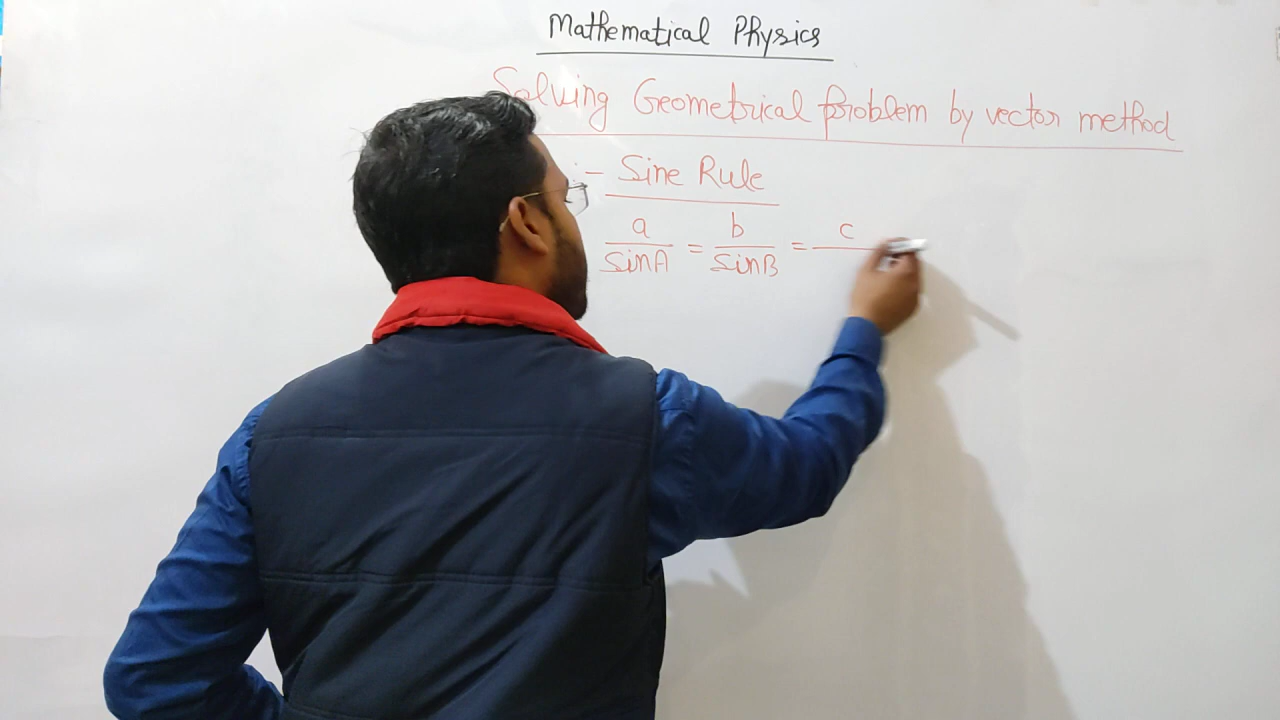 Mathematical Physics
Solving Geometrical problem by vector method
:- Sine Rule
a/sinA = b/sinB = c/